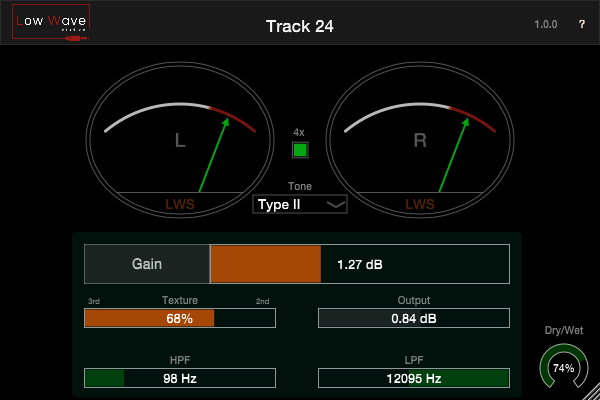 Low Wave
studio
Track 24
1.0.0 ?
L
4x
R
Tone
Type II
LWS
LWS
Gain
1.27 dB
3rd Texture 2nd
68%
Output
0.84 dB
Dry/Wet
74%
HPF
98 Hz
LPF
12095 Hz